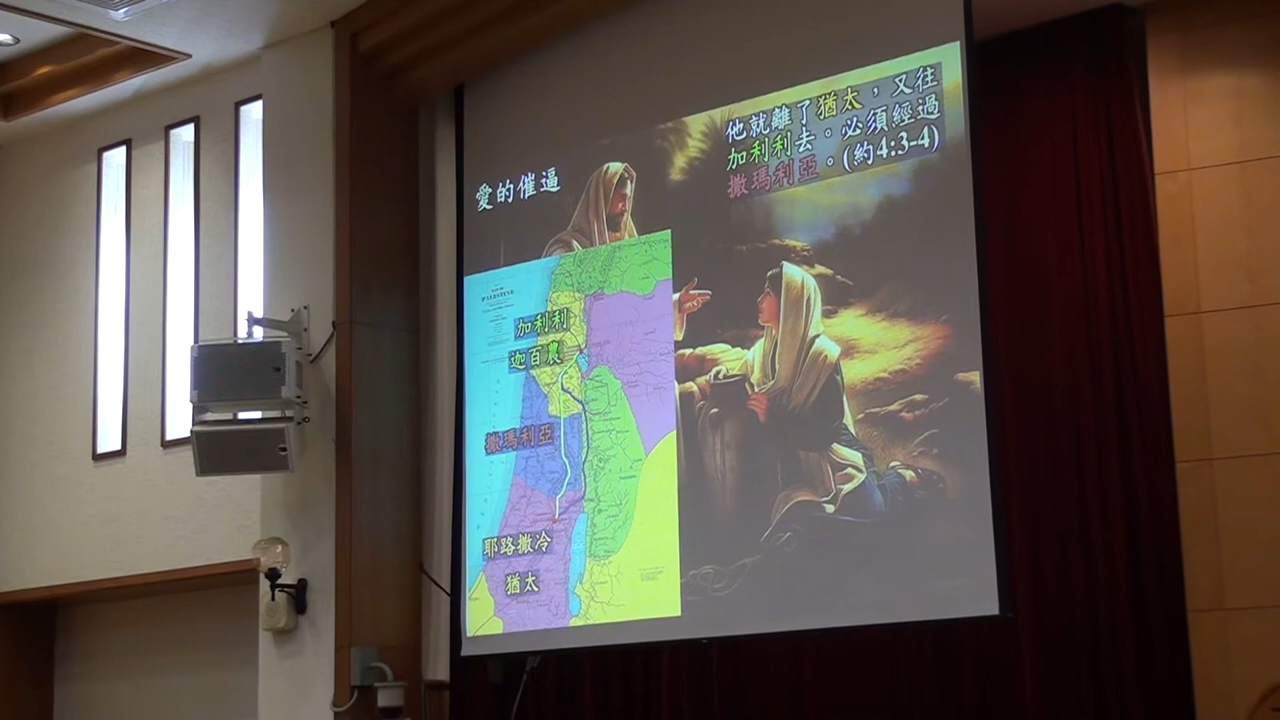 愛的催逼
他就離了猶太，又往
加利利去。必須經過
撒瑪利亞。(約4:3-4)
PALESTINE
加利利
迦百農
撒瑪利亞
耶路撒冷
猶太